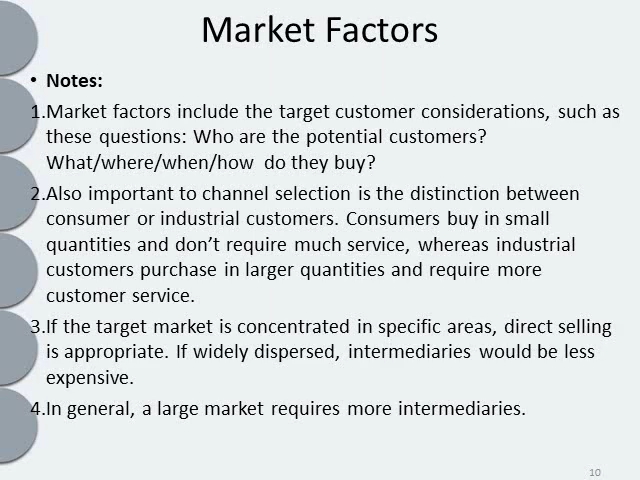 Market Factors
• Notes:
1.Market factors include the target customer considerations, such as
these questions: Who are the potential customers?
What/where/when/how do they buy?
2.Also important to channel selection is the distinction between
consumer or industrial customers. Consumers buy in small
quantities and don’t require much service, whereas industrial
customers purchase in larger quantities and require more
customer service.
3.If the target market is concentrated in specific areas, direct selling
is appropriate. If widely dispersed, intermediaries would be less
expensive.
4.In general, a large market requires more intermediaries.
10